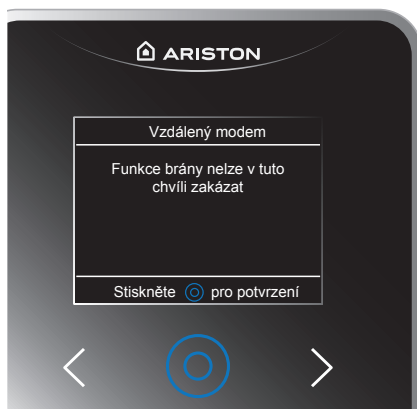 ARISTON
Vzdálený modem
Funkce brány nelze v tuto
chvíli zakázat
Stiskněte pro potvrzení